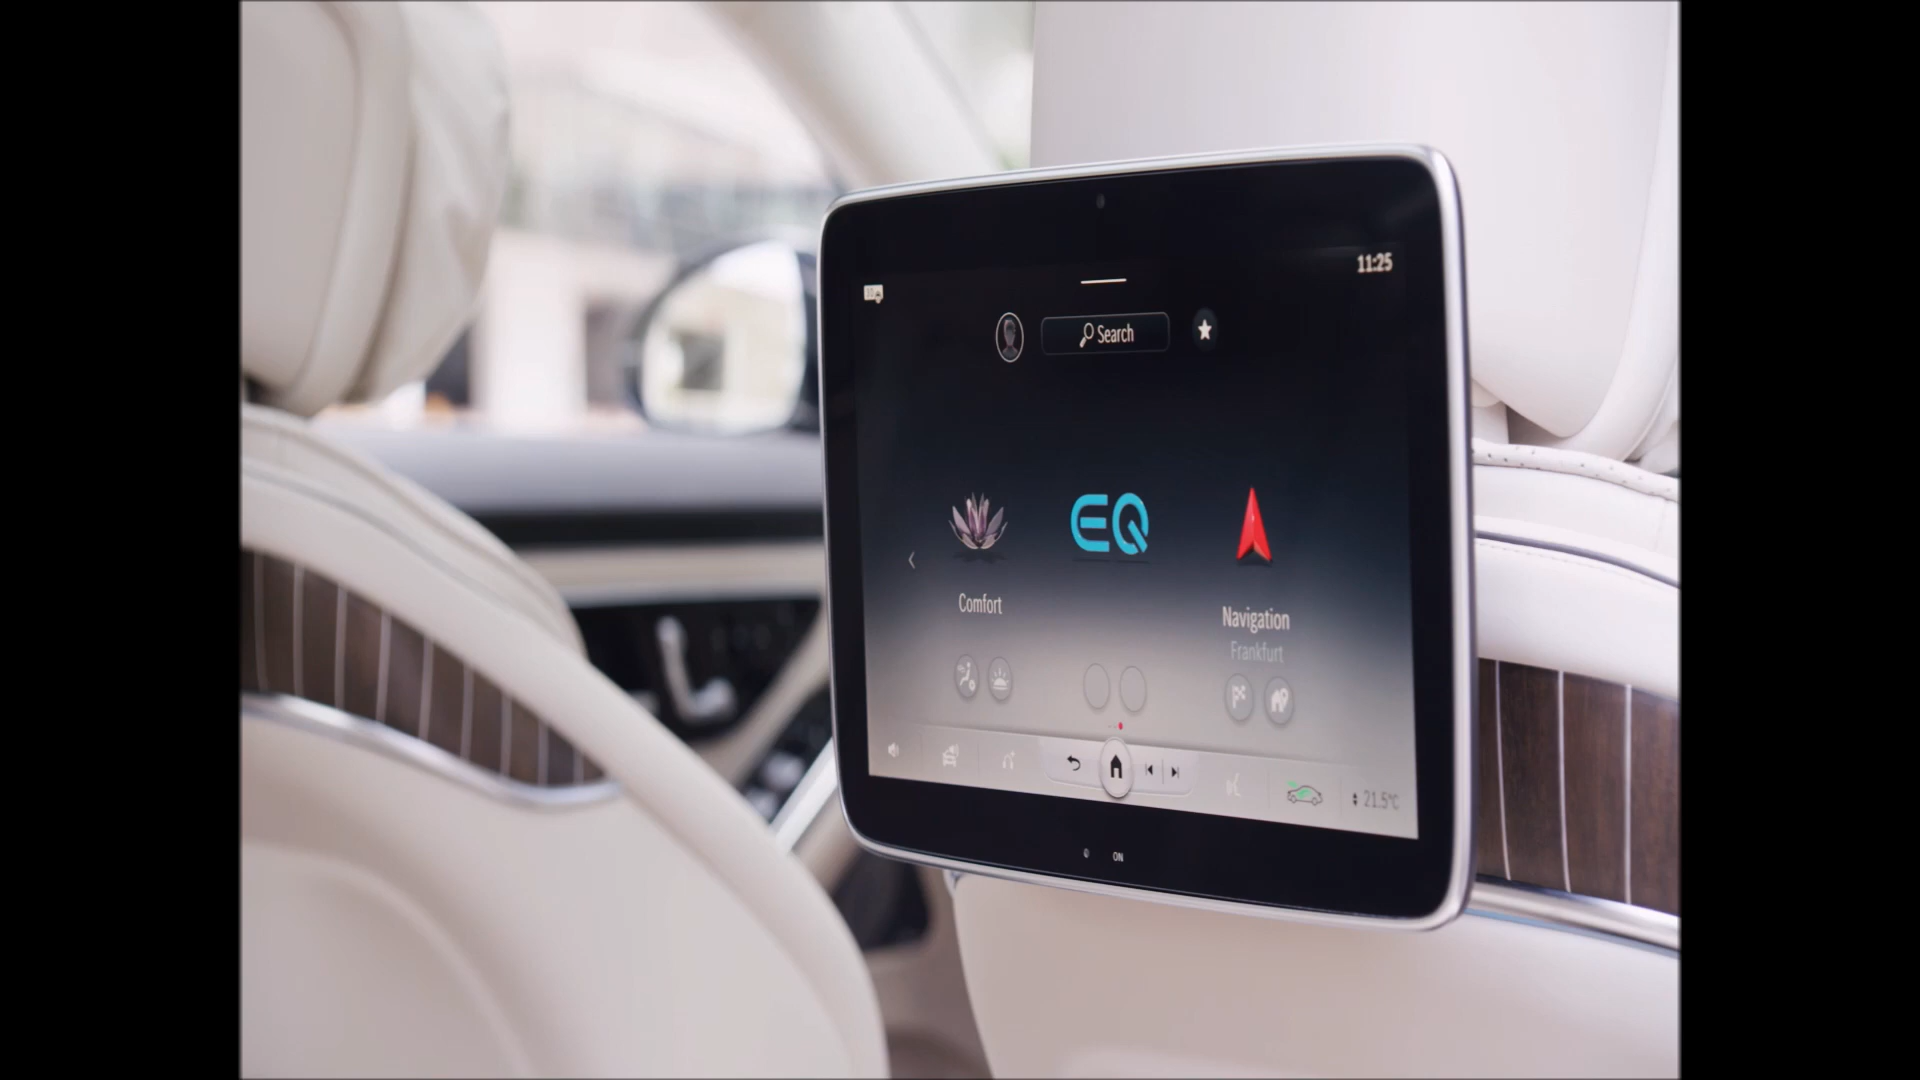 11:25
Search
EQ
Comfort
Navigation
Frankfurt
21.5°C
ON